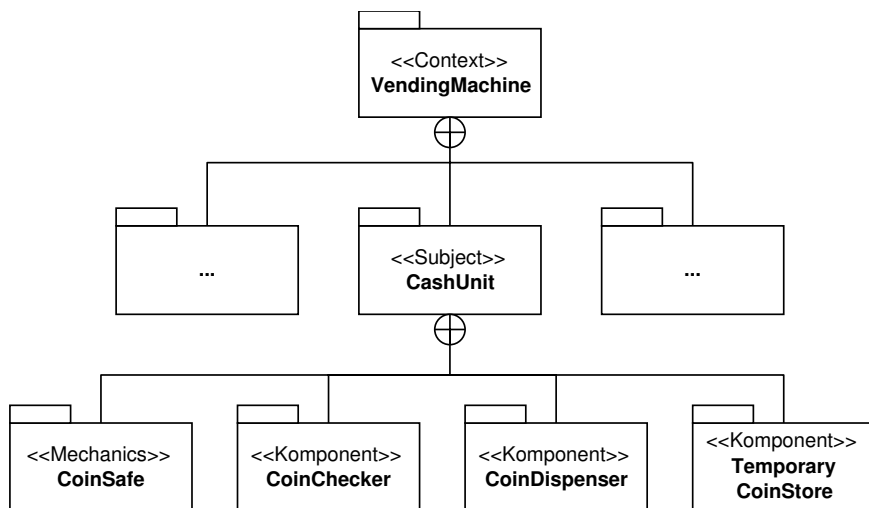 <<Context>>
VendingMachine
...
<<Subject>>
CashUnit
...
<<Mechanics>>
CoinSafe
<<Komponent>>
CoinChecker
<<Komponent>>
CoinDispenser
<<Komponent>>
Temporary
CoinStore